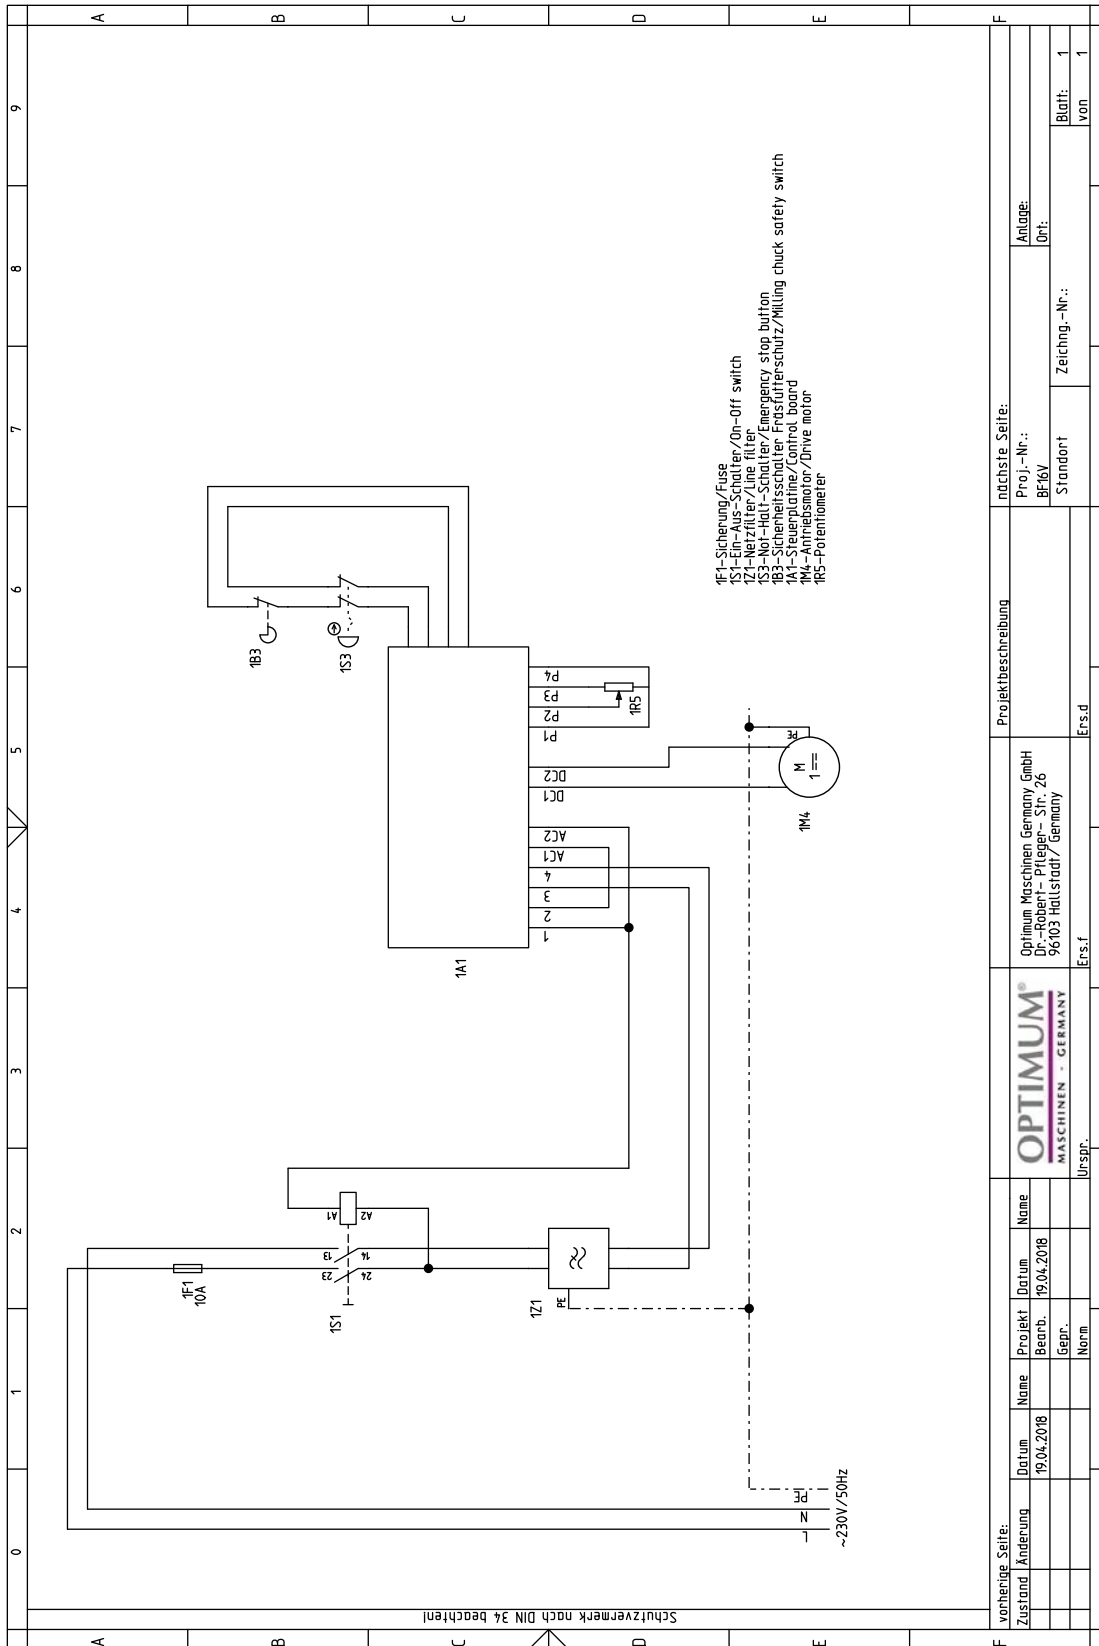 0 1 2 3 4 5 6 7 8 9
A
B
C
D
E
F
A
B
C
D
E
F
Schutzvermerk nach DIN 34 beachten!
L
N
PE
~230V/50Hz
1F1
10A
1S1
13
14
23
24
A1
A2
1Z1
PE
1A1
1
2
3
4
AC1
AC2
DC1
DC2
P1
P2
P3
P4
1R5
1B3
1S3
1M4
M
1
PE
1F1-Sicherung/Fuse
1S1-Ein-Aus-Schalter/On-Off switch
1Z1-Netzfilter/Line filter
1S3-Not-Halt-Schalter/Emergency stop button
1B3-Sicherheitsschalter Fräsfutterschutz/Milling chuck safety switch
1A1-Steuerplatine/Control board
1M4-Antriebsmotor/Drive motor
1R5-Potentiometer
vorherige Seite:
Projektbeschreibung
nächste Seite:
Zustand Änderung Datum Name Projekt Datum Name
19.04.2018 Bearb. 19.04.2018
Gepr.
Norm
Urspr.
Ers.f
Ers.d
OPTIMUM®
MASCHINEN - GERMANY
Optimum Maschinen Germany GmbH
Dr.-Robert- Pfleger- Str. 26
96103 Hallstadt/ Germany
Proj.-Nr.:
BF16V
Anlage:
Ort:
Standort
Zeichng.-Nr.:
Blatt: 1
von 1